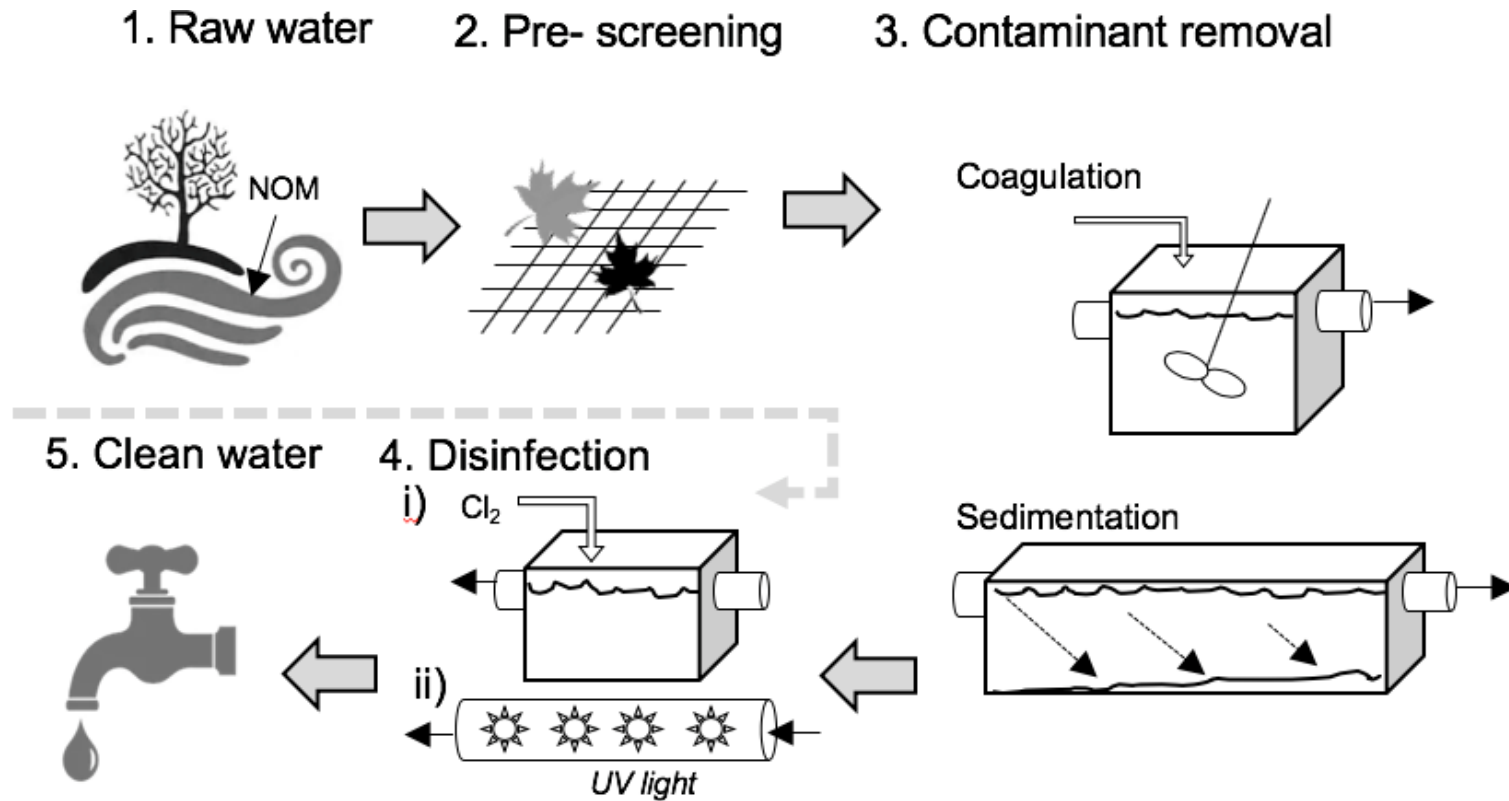 1. Raw water
2. Pre- screening
3. Contaminant removal
NOM
Coagulation
5. Clean water
4. Disinfection
i) Cl₂
Sedimentation
ii)
UV light